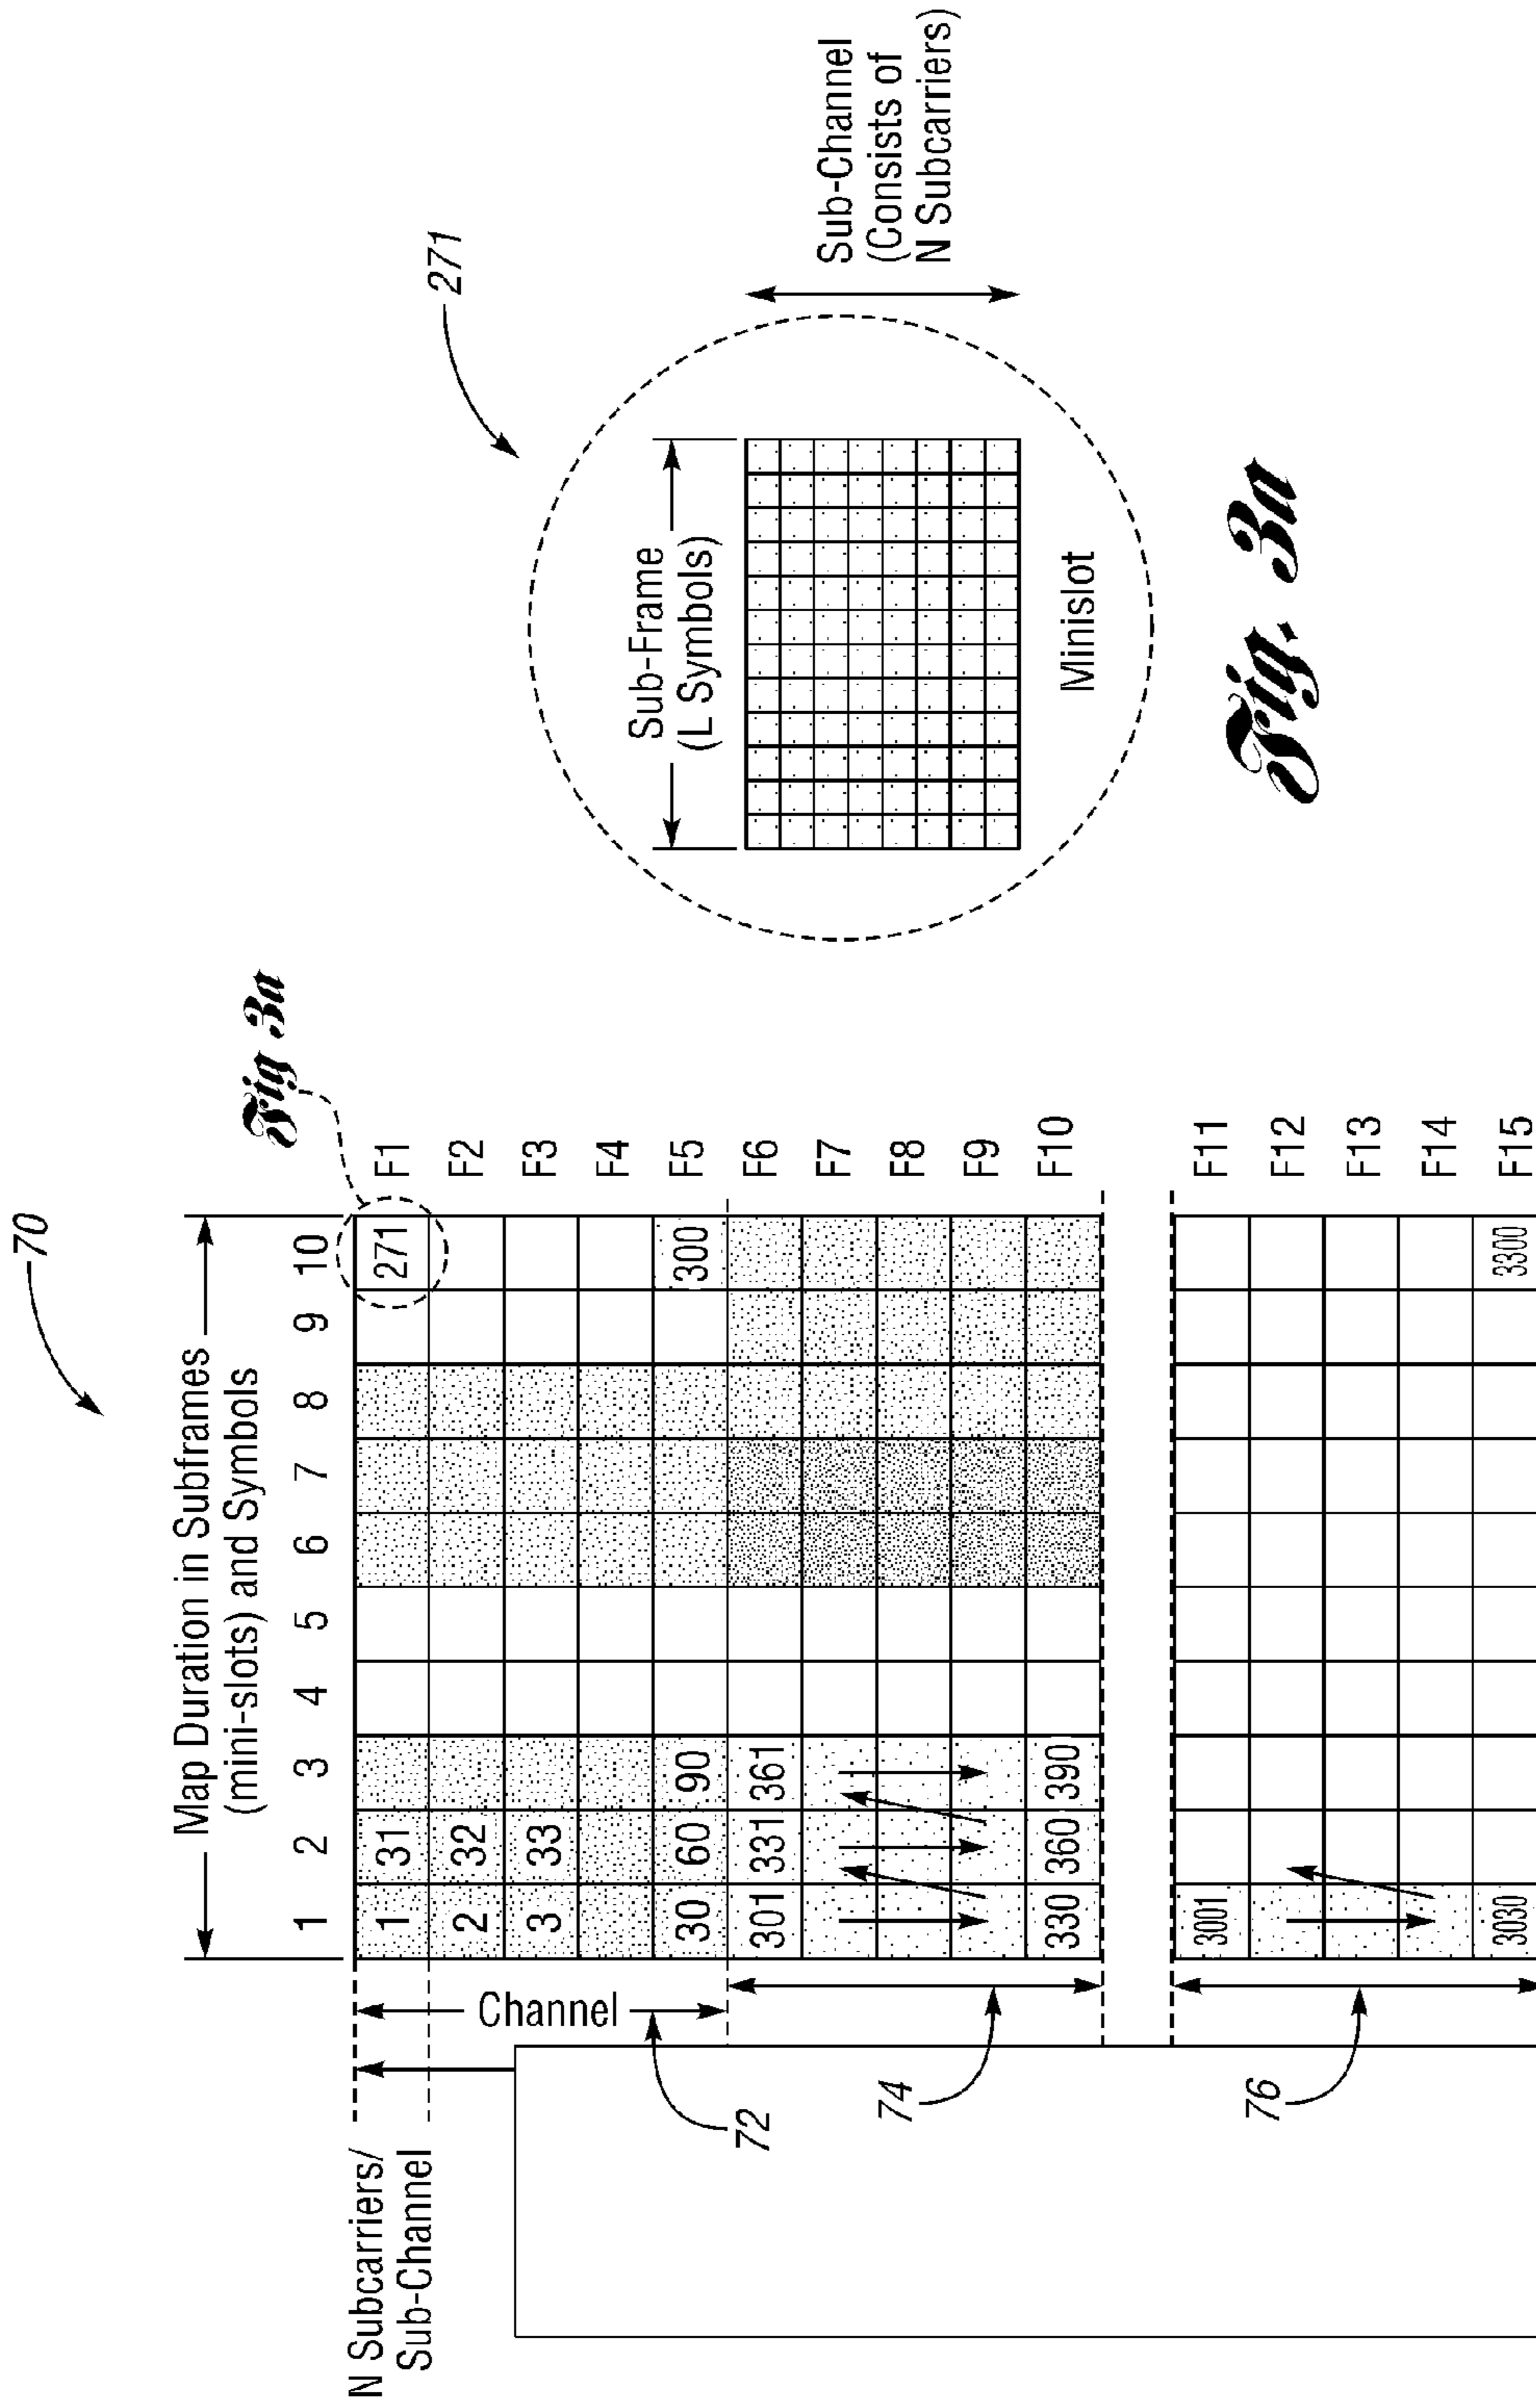 70
Map Duration in Subframes
(mini-slots) and Symbols
1 2 3 4 5 6 7 8 9 10
Fig 3a
N Subcarriers/
Sub-Channel
1 31 271 F1
2 32 F2
3 33 F3
F4
30 60 90 300 F5
Channel
72
301 331 361 F6
F7
F8
F9
330 360 390 F10
74
3001 F11
F12
F13
F14
3030 3300 F15
76
271
Sub-Frame
(L Symbols)
Sub-Channel
(Consists of
N Subcarriers)
Minislot
Fig. 3a